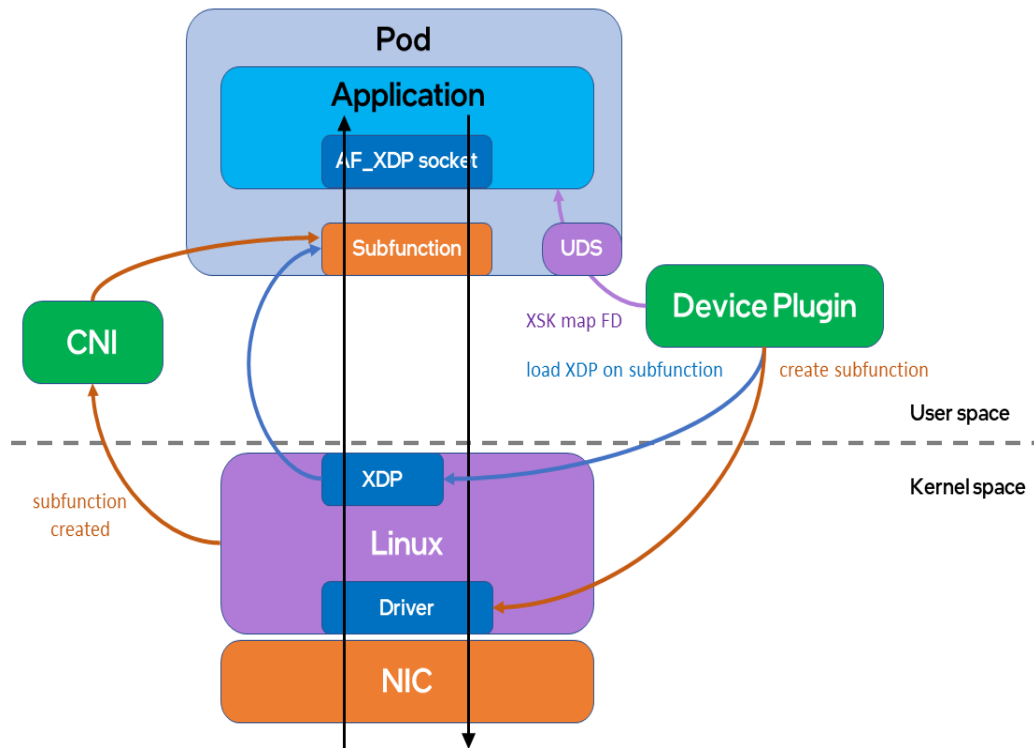 Pod
Application
AF_XDP socket
Subfunction
UDS
CNI
Device Plugin
XSK map FD
load XDP on subfunction
create subfunction
User space
Kernel space
XDP
subfunction
created
Linux
Driver
NIC